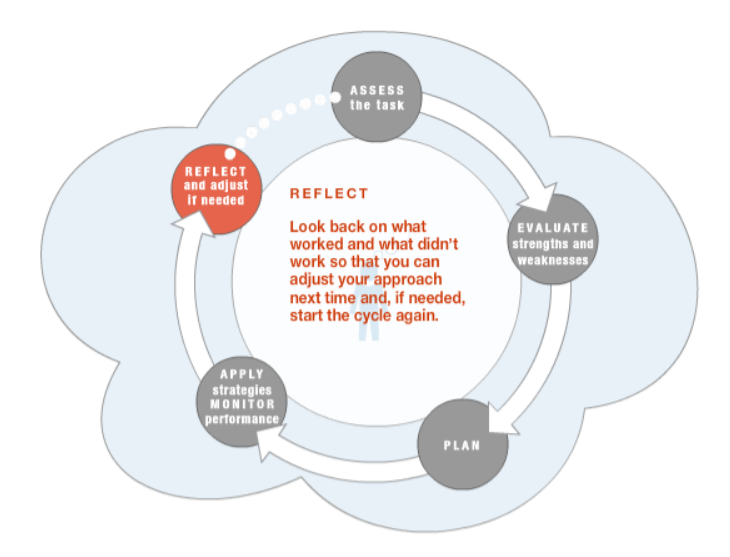 ASSESS
the task
EVALUATE
strengths and
weaknesses
PLAN
APPLY
strategies
MONITOR
performance
REFLECT
and adjust
if needed
REFLECT
Look back on what
worked and what didn't
work so that you can
adjust your approach
next time and, if needed,
start the cycle again.